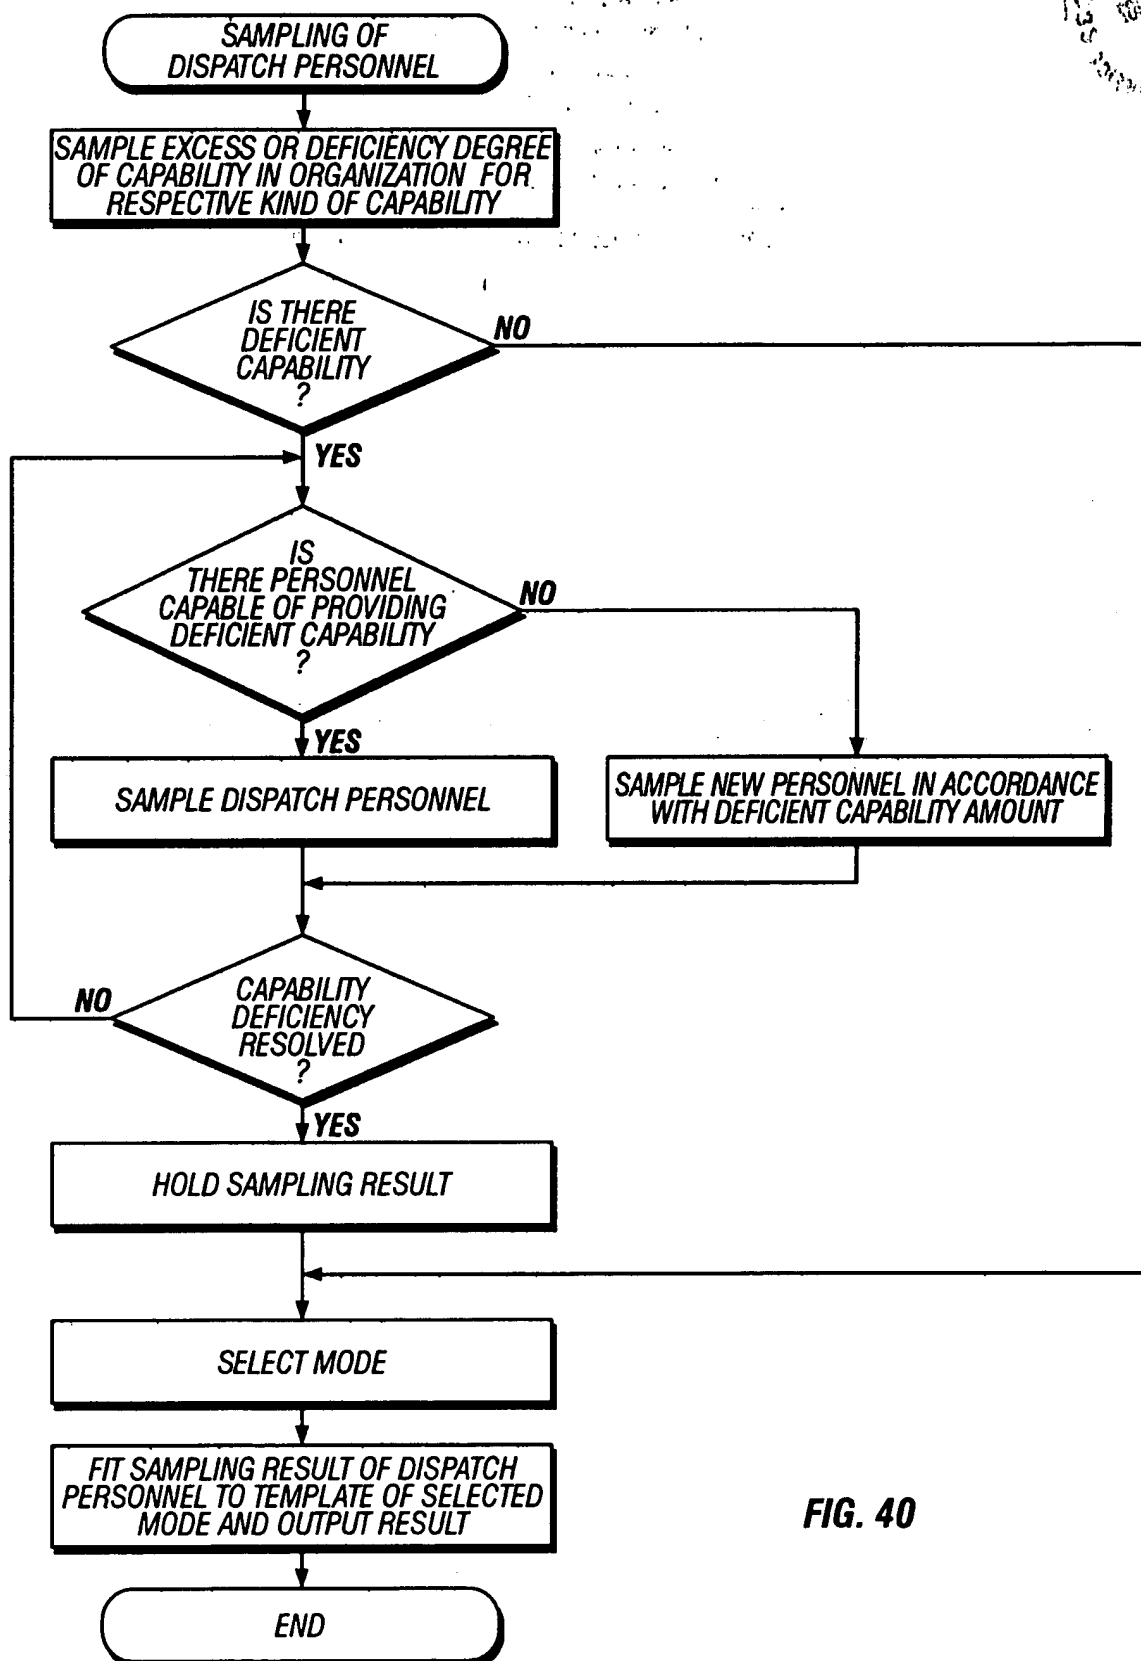 SAMPLING OF
DISPATCH PERSONNEL
SAMPLE EXCESS OR DEFICIENCY DEGREE
OF CAPABILITY IN ORGANIZATION FOR
RESPECTIVE KIND OF CAPABILITY
IS THERE
DEFICIENT
CAPABILITY
?
NO
YES
IS
THERE PERSONNEL
CAPABLE OF PROVIDING
DEFICIENT CAPABILITY
?
NO
YES
SAMPLE DISPATCH PERSONNEL
SAMPLE NEW PERSONNEL IN ACCORDANCE
WITH DEFICIENT CAPABILITY AMOUNT
CAPABILITY
DEFICIENCY
RESOLVED
?
NO
YES
HOLD SAMPLING RESULT
SELECT MODE
FIT SAMPLING RESULT OF DISPATCH
PERSONNEL TO TEMPLATE OF SELECTED
MODE AND OUTPUT RESULT
FIG. 40
END